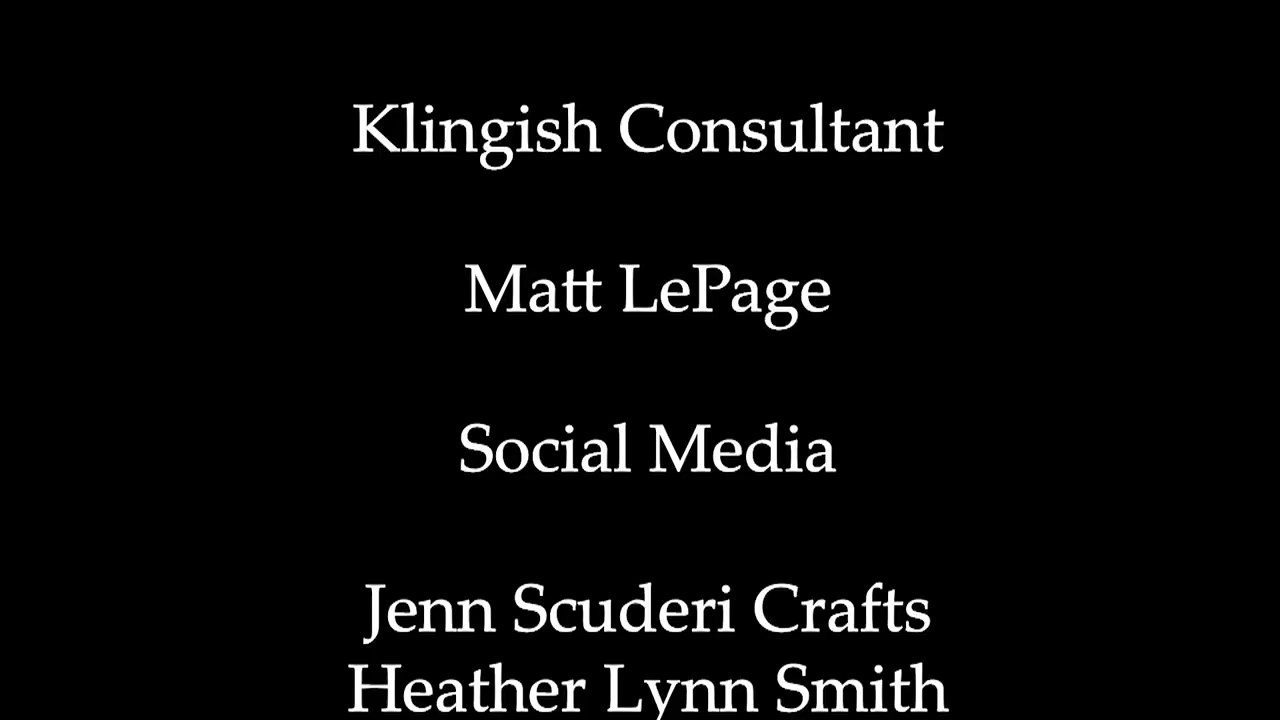 Klingish Consultant
Matt LePage
Social Media
Jenn Scuderi Crafts
Heather Lynn Smith